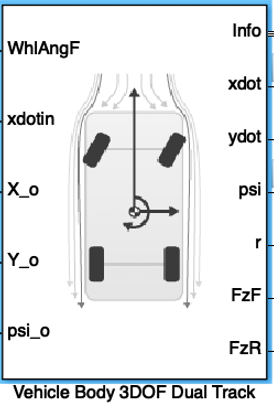 WhlAngF
xdotin
X_o
Y_o
psi_o
Info
xdot
ydot
psi
r
FzF
FzR
Vehicle Body 3DOF Dual Track